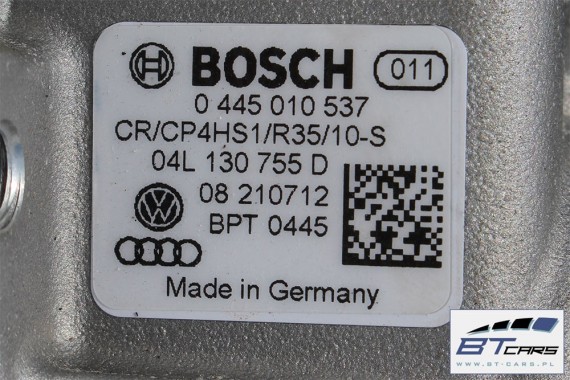 BOSCH 011
0 445 010 537
CR/CP4HS1/R35/10-S
04L 130 755 D
08 210712
BPT 0445
Made in Germany
BTCARS
WWW.BT-CARS.PL